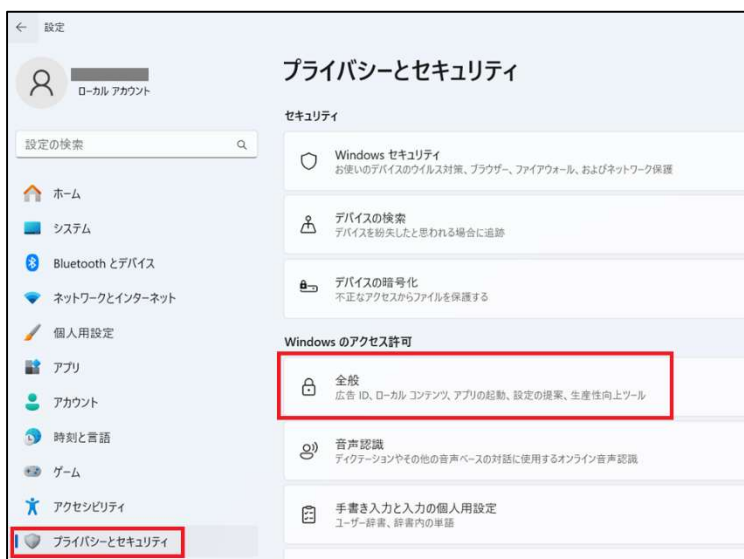 設定
ローカル アカウント
設定の検索
ホーム
システム
Bluetooth とデバイス
ネットワークとインターネット
個人用設定
アプリ
アカウント
時刻と言語
ゲーム
アクセシビリティ
プライバシーとセキュリティ
プライバシーとセキュリティ
セキュリティ
Windows セキュリティ
お使いのデバイスのウイルス対策、ブラウザー、ファイアウォール、およびネットワーク保護
デバイスの検索
デバイスを紛失したと思われる場合に追跡
デバイスの暗号化
不正なアクセスからファイルを保護する
Windows のアクセス許可
全般
広告 ID、ローカル コンテンツ、アプリの起動、設定の提案、生産性向上ツール
音声認識
ディクテーションやその他の音声ベースの対話に使用するオンライン音声認識
手書き入力と入力の個人用設定
ユーザー辞書、辞書内の単語